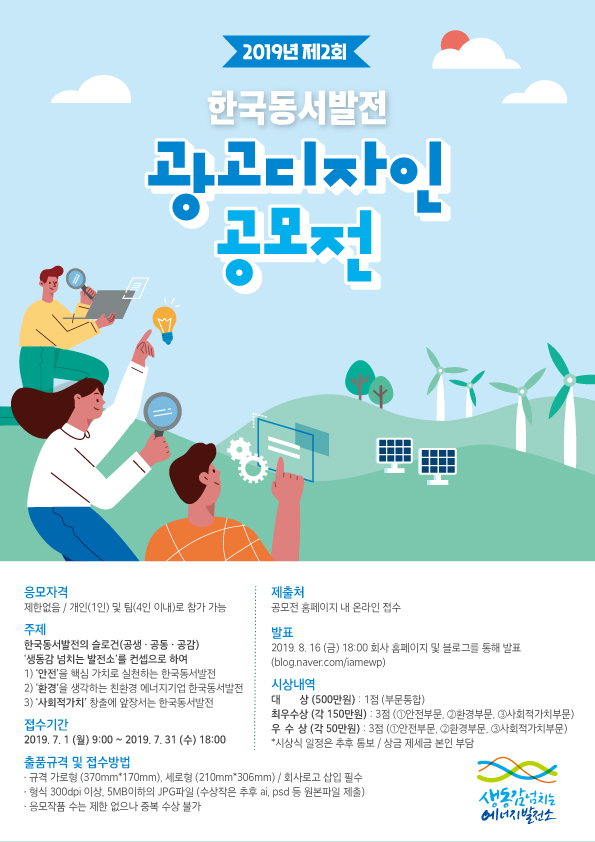 2019년 제2회
한국동서발전
광고디자인
공모전
응모자격
제한없음 / 개인(1인) 및 팀(4인 이내)로 참가 가능
주제
한국동서발전의 슬로건(공생 · 공동 · 공감)
'생동감 넘치는 발전소'를 컨셉으로 하여
1) '안전'을 핵심 가치로 실천하는 한국동서발전
2) '환경'을 생각하는 친환경 에너지기업 한국동서발전
3) '사회적가치' 창출에 앞장서는 한국동서발전
접수기간
2019. 7. 1 (월) 9:00 ~ 2019. 7. 31 (수) 18:00
출품규격 및 접수방법
· 규격 가로형 (370mm*170mm), 세로형 (210mm*306mm) / 회사로고 삽입 필수
· 형식 300dpi 이상, 5MB이하의 JPG파일 (수상작은 추후 ai, psd 등 원본파일 제출)
· 응모작품 수는 제한 없으나 중복 수상 불가
제출처
공모전 홈페이지 내 온라인 접수
발표
2019. 8. 16 (금) 18:00 회사 홈페이지 및 블로그를 통해 발표
(blog.naver.com/iamewp)
시상내역
대 상 (500만원) : 1점 (부문통합)
최우수상 (각 150만원) : 3점 (①안전부문, ②환경부문, ③사회적가치부문)
우 수 상 (각 50만원) : 3점 (①안전부문, ②환경부문, ③사회적가치부문)
*시상식 일정은 추후 통보 / 상금 제세금 본인 부담
생동감넘치는
에너지발전소